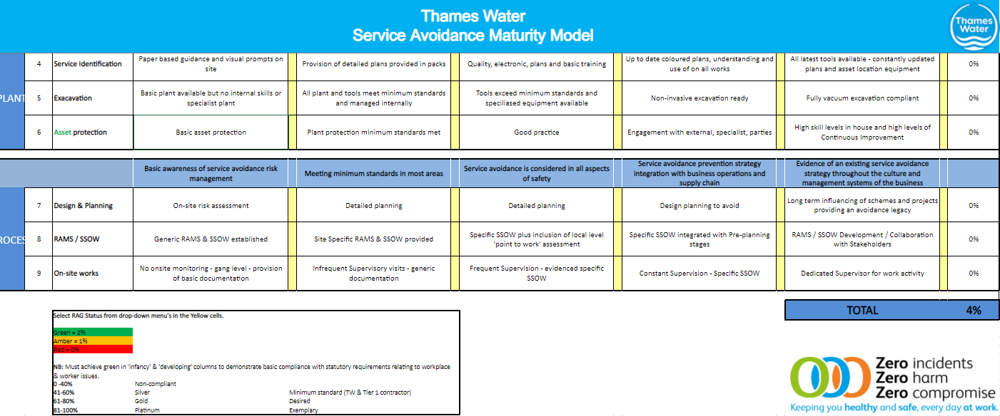 Thames Water
Service Avoidance Maturity Model
Thames
Water
PLANT
4
Service Identification
Paper based guidance and visual prompts on
site
Provision of detailed plans provided in packs
Quality, electronic, plans and basic training
Up to date coloured plans, understanding and
use of on all works
All latest tools available - constantly updated
plans and asset location equipment
0%
5
Exacavation
Basic plant available but no internal skills or
specialist plant
All plant and tools meet minimum standards
and managed internally
Tools exceed minimum standards and
speciliased equipment available
Non-invasive excavation ready
Fully vacuum excavation compliant
0%
6
Asset protection
Basic asset protection
Plant protection minimum standards met
Good practice
Engagement with external, specialist, parties
High skill levels in house and high levels of
Continuous Improvement
0%
Basic awareness of service avoidance risk
management
Meeting minimum standards in most areas
Service avoidance is considered in all aspects
of safety
Service avoidance prevention strategy
integration with business operations and
supply chain
Evidence of an existing service avoidance
strategy throughout the culture and
management systems of the business
ROCES
7
Design & Planning
On-site risk assessment
Detailed planning
Detailed planning
Design planning to avoid
Long term influencing of schemes and projects
providing an avoidance legacy
0%
8
RAMS / SSOW
Generic RAMS & SSOW established
Site Specific RAMS & SSOW provided
Specific SSOW plus inclusion of local level
'point to work' assessment
Specific SSOW integrated with Pre-planning
stages
RAMS / SSOW Development / Collaboration
with Stakeholders
0%
9
On-site works
No onsite monitoring - gang level - provision
of basic documentation
Infrequent Supervisory visits - generic
documentation
Frequent Supervision - evidenced specific
SSOW
Constant Supervision - Specific SSOW
Dedicated Supervisor for work activity
0%
TOTAL 4%
Select RAG Status from drop-down menu's in the Yellow cells.
Green = 2%
Amber = 1%
Red = 0%
NB: Must achieve green in 'infancy' & 'developing' columns to demonstrate basic compliance with statutory requirements relating to workplace
& worker issues.
0 -40% Non-compliant
41-60% Silver Minimum standard (TW & Tier 1 contractor)
61-80% Gold Desired
81-100% Platinum Exemplary
Zero incidents
Zero harm
Zero compromise
Keeping you healthy and safe, every day at work.